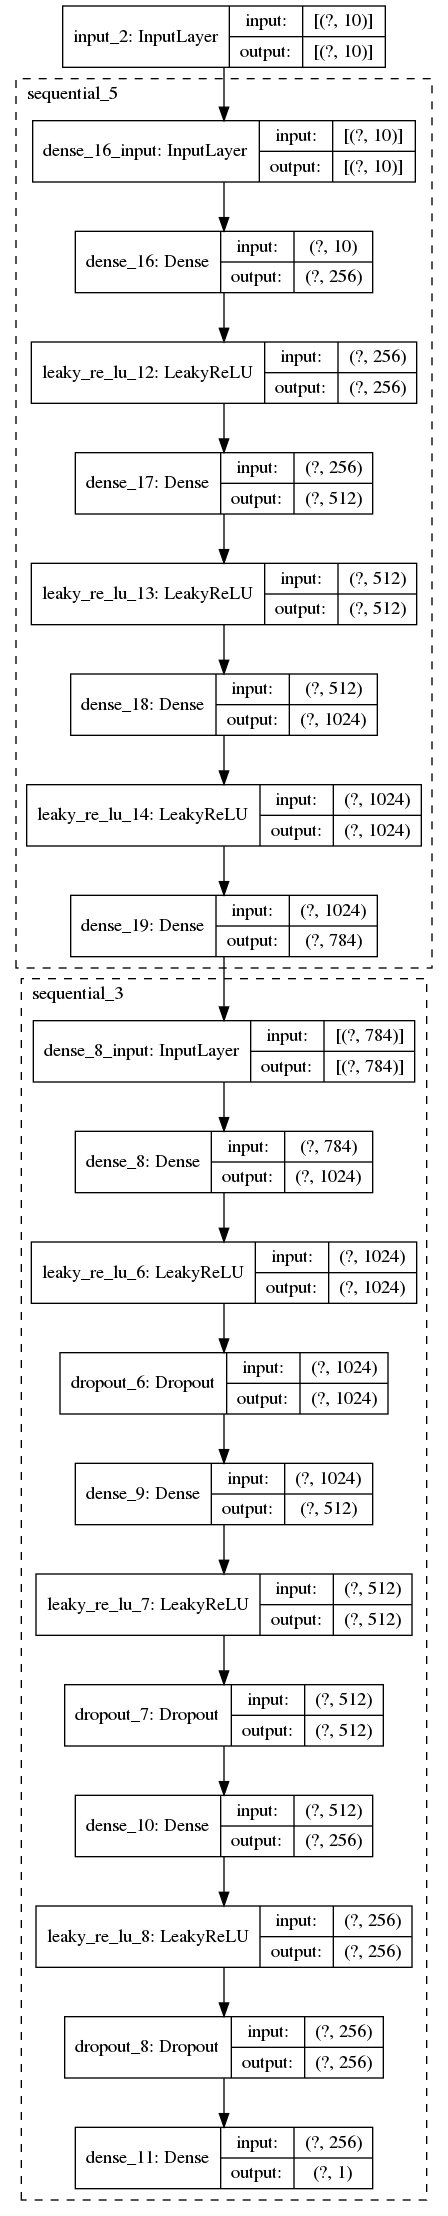 input_2: InputLayer
input: [(?, 10)]
output: [(?, 10)]
sequential_5
dense_16_input: InputLayer
input: [(?, 10)]
output: [(?, 10)]
dense_16: Dense
input: (?, 10)
output: (?, 256)
leaky_re_lu_12: LeakyReLU
input: (?, 256)
output: (?, 256)
dense_17: Dense
input: (?, 256)
output: (?, 512)
leaky_re_lu_13: LeakyReLU
input: (?, 512)
output: (?, 512)
dense_18: Dense
input: (?, 512)
output: (?, 1024)
leaky_re_lu_14: LeakyReLU
input: (?, 1024)
output: (?, 1024)
dense_19: Dense
input: (?, 1024)
output: (?, 784)
sequential_3
dense_8_input: InputLayer
input: [(?, 784)]
output: [(?, 784)]
dense_8: Dense
input: (?, 784)
output: (?, 1024)
leaky_re_lu_6: LeakyReLU
input: (?, 1024)
output: (?, 1024)
dropout_6: Dropout
input: (?, 1024)
output: (?, 1024)
dense_9: Dense
input: (?, 1024)
output: (?, 512)
leaky_re_lu_7: LeakyReLU
input: (?, 512)
output: (?, 512)
dropout_7: Dropout
input: (?, 512)
output: (?, 512)
dense_10: Dense
input: (?, 512)
output: (?, 256)
leaky_re_lu_8: LeakyReLU
input: (?, 256)
output: (?, 256)
dropout_8: Dropout
input: (?, 256)
output: (?, 256)
dense_11: Dense
input: (?, 256)
output: (?, 1)